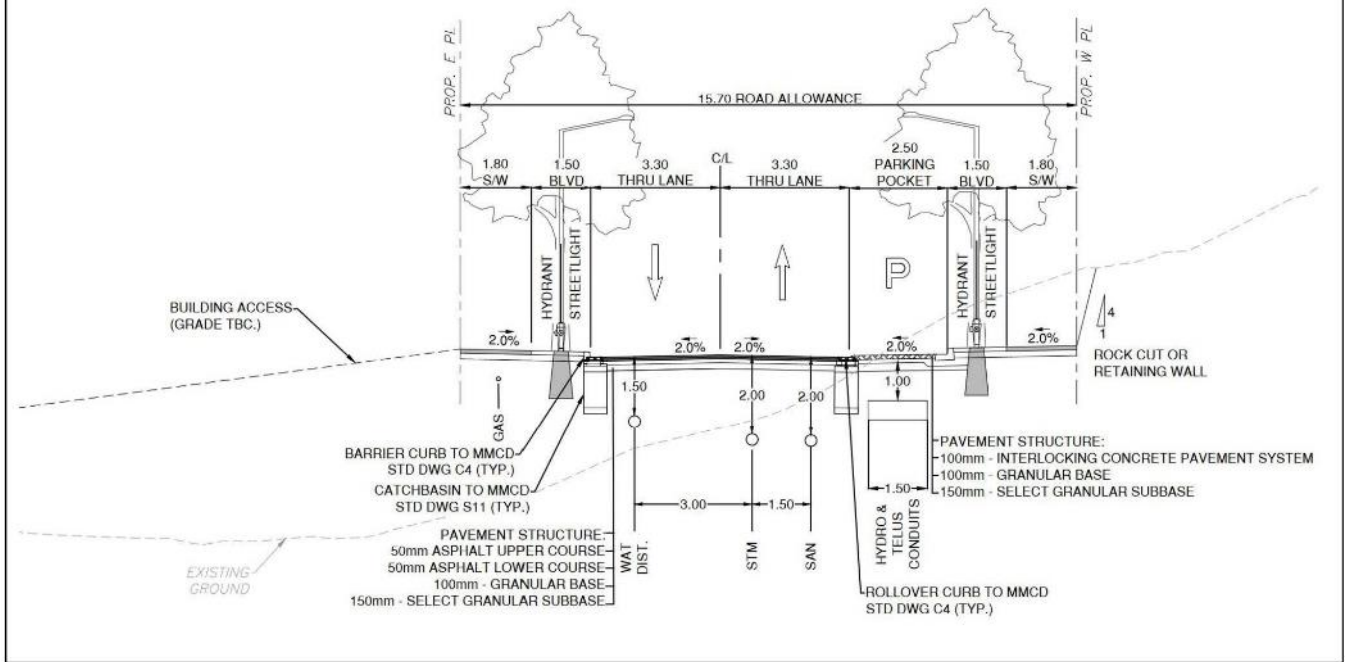 PROP. E PL
PROP. W PL
15.70 ROAD ALLOWANCE
1.80
S/W
1.50
BLVD
3.30
THRU LANE
C/L
3.30
THRU LANE
2.50
PARKING
POCKET
1.50
BLVD
1.80
S/W
HYDRANT
STREETLIGHT
P
HYDRANT
STREETLIGHT
BUILDING ACCESS
(GRADE TBC.)
4
1
ROCK CUT OR
RETAINING WALL
2.0%
2.0%
2.0%
2.0%
2.0%
1.50
2.00
2.00
1.00
GAS
BARRIER CURB TO MMCD
STD DWG C4 (TYP.)
CATCHBASIN TO MMCD
STD DWG S11 (TYP.)
PAVEMENT STRUCTURE:
100mm - INTERLOCKING CONCRETE PAVEMENT SYSTEM
100mm - GRANULAR BASE
150mm - SELECT GRANULAR SUBBASE
3.00
1.50
1.50
PAVEMENT STRUCTURE:
50mm ASPHALT UPPER COURSE
50mm ASPHALT LOWER COURSE
100mm - GRANULAR BASE
150mm - SELECT GRANULAR SUBBASE
WAT
DIST.
STM
SAN
HYDRO &
TELUS
CONDUITS
EXISTING
GROUND
ROLLOVER CURB TO MMCD
STD DWG C4 (TYP.)